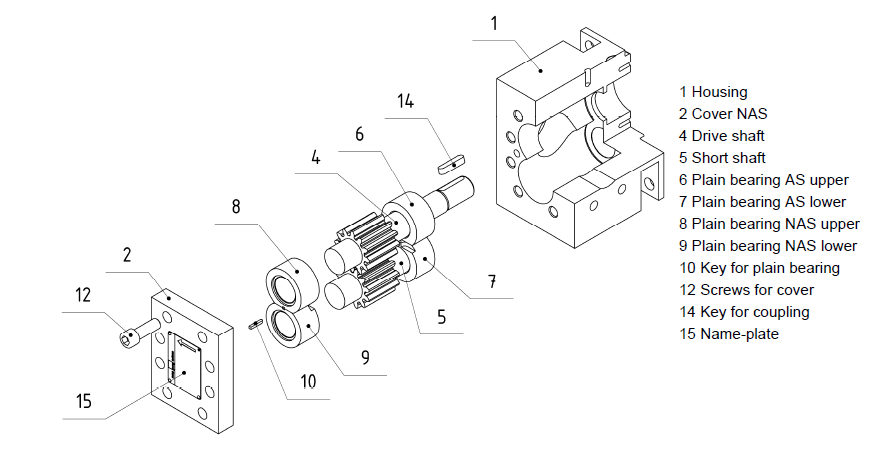 1
14
6
4
8
2
12
7
5
9
10
15
1 Housing
2 Cover NAS
4 Drive shaft
5 Short shaft
6 Plain bearing AS upper
7 Plain bearing AS lower
8 Plain bearing NAS upper
9 Plain bearing NAS lower
10 Key for plain bearing
12 Screws for cover
14 Key for coupling
15 Name-plate